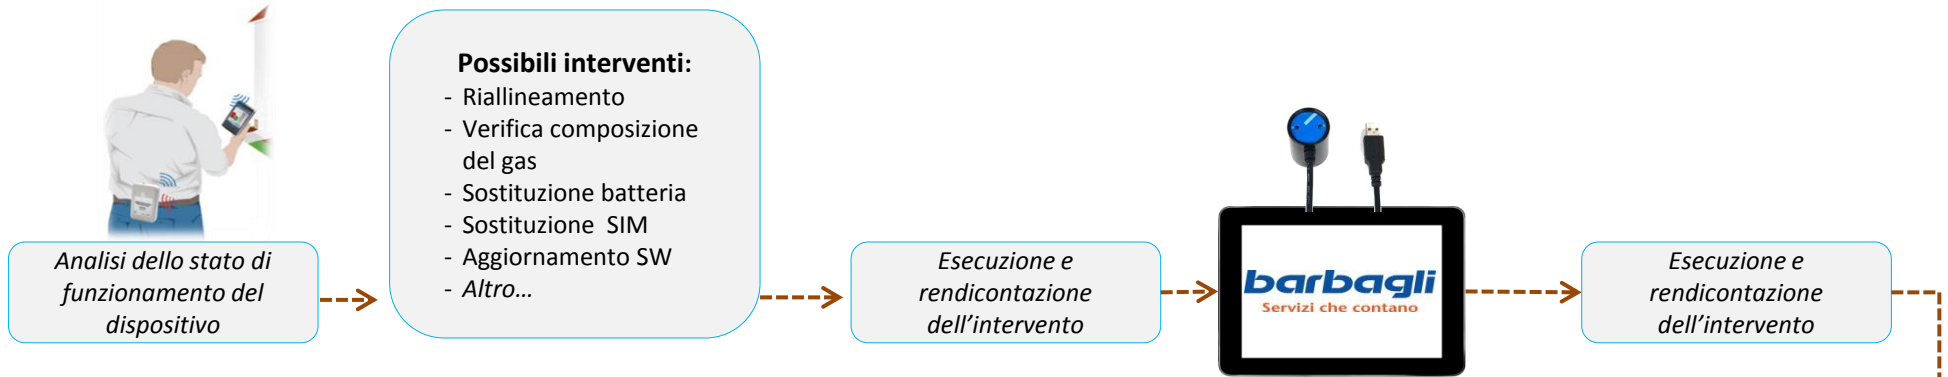 Analisi dello stato di
funzionamento del
dispositivo
Possibili interventi:
- Riallineamento
- Verifica composizione
del gas
- Sostituzione batteria
- Sostituzione SIM
- Aggiornamento SW
- Altro...
Esecuzione e
rendicontazione
dell'intervento
barbagli
Servizi che contano
Esecuzione e
rendicontazione
dell'intervento